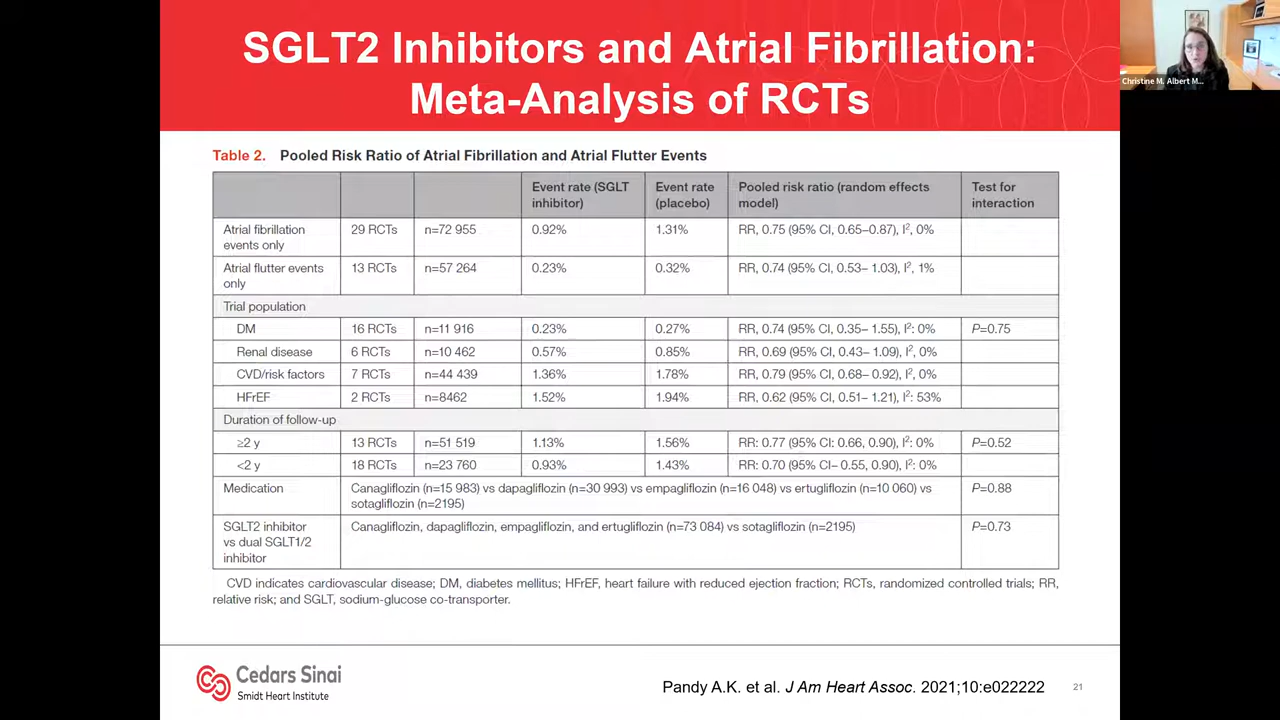 SGLT2 Inhibitors and Atrial Fibrillation:
Meta-Analysis of RCTs
Christine M. Albert M...
Table 2. Pooled Risk Ratio of Atrial Fibrillation and Atrial Flutter Events
Event rate (SGLT inhibitor) Event rate (placebo) Pooled risk ratio (random effects model) Test for interaction
Atrial fibrillation events only 29 RCTs n=72 955 0.92% 1.31% RR, 0.75 (95% CI, 0.65–0.87), I², 0%
Atrial flutter events only 13 RCTs n=57 264 0.23% 0.32% RR, 0.74 (95% CI, 0.53– 1.03), I², 1%
Trial population
DM 16 RCTs n=11 916 0.23% 0.27% RR, 0.74 (95% CI, 0.35– 1.55), I²: 0% P=0.75
Renal disease 6 RCTs n=10 462 0.57% 0.85% RR, 0.69 (95% CI, 0.43– 1.09), I², 0%
CVD/risk factors 7 RCTs n=44 439 1.36% 1.78% RR, 0.79 (95% CI, 0.68– 0.92), I², 0%
HFrEF 2 RCTs n=8462 1.52% 1.94% RR, 0.62 (95% CI, 0.51– 1.21), I²: 53%
Duration of follow-up
≥2 y 13 RCTs n=51 519 1.13% 1.56% RR: 0.77 (95% CI: 0.66, 0.90), I²: 0% P=0.52
<2 y 18 RCTs n=23 760 0.93% 1.43% RR: 0.70 (95% CI– 0.55, 0.90), I²: 0%
Medication Canagliflozin (n=15 983) vs dapagliflozin (n=30 993) vs empagliflozin (n=16 048) vs ertugliflozin (n=10 060) vs sotagliflozin (n=2195) P=0.88
SGLT2 inhibitor vs dual SGLT1/2 inhibitor Canagliflozin, dapagliflozin, empagliflozin, and ertugliflozin (n=73 084) vs sotagliflozin (n=2195) P=0.73
CVD indicates cardiovascular disease; DM, diabetes mellitus; HFrEF, heart failure with reduced ejection fraction; RCTs, randomized controlled trials; RR,
relative risk; and SGLT, sodium-glucose co-transporter.
Cedars Sinai
Smidt Heart Institute
Pandy A.K. et al. J Am Heart Assoc. 2021;10:e022222
21